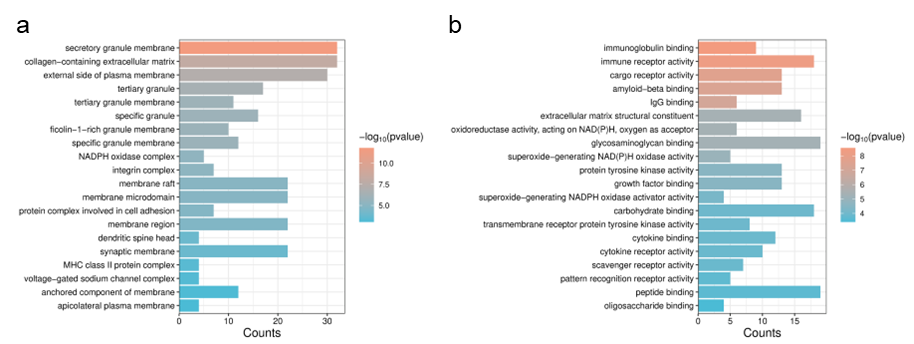 a
secretory granule membrane
collagen−containing extracellular matrix
external side of plasma membrane
tertiary granule
tertiary granule membrane
specific granule
ficolin−1−rich granule membrane
specific granule membrane
NADPH oxidase complex
integrin complex
membrane raft
membrane microdomain
protein complex involved in cell adhesion
membrane region
dendritic spine head
synaptic membrane
MHC class II protein complex
voltage−gated sodium channel complex
anchored component of membrane
apicolateral plasma membrane
0 10 20 30
Counts
−log10(pvalue)
10.0
7.5
5.0
b
immunoglobulin binding
immune receptor activity
cargo receptor activity
amyloid−beta binding
IgG binding
extracellular matrix structural constituent
oxidoreductase activity, acting on NAD(P)H, oxygen as acceptor
glycosaminoglycan binding
superoxide−generating NAD(P)H oxidase activity
protein tyrosine kinase activity
growth factor binding
superoxide−generating NADPH oxidase activator activity
carbohydrate binding
transmembrane receptor protein tyrosine kinase activity
cytokine binding
cytokine receptor activity
scavenger receptor activity
pattern recognition receptor activity
peptide binding
oligosaccharide binding
0 5 10 15
Counts
−log10(pvalue)
8
7
6
5
4